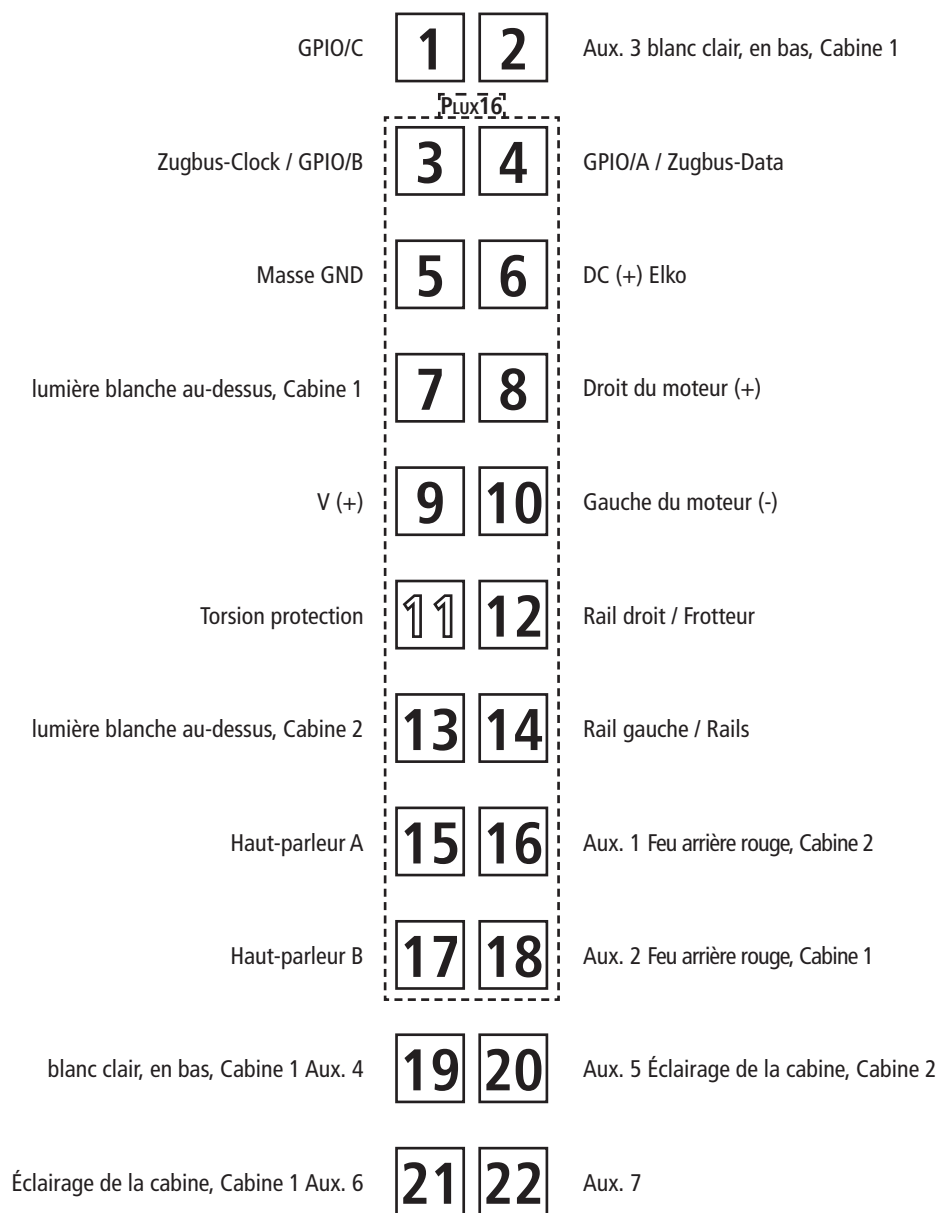 GPIO/C 1 2 Aux. 3 blanc clair, en bas, Cabine 1
PLUX16
Zugbus-Clock / GPIO/B 3 4 GPIO/A / Zugbus-Data
Masse GND 5 6 DC (+) Elko
lumière blanche au-dessus, Cabine 1 7 8 Droit du moteur (+)
V (+) 9 10 Gauche du moteur (-)
Torsion protection 11 12 Rail droit / Frotteur
lumière blanche au-dessus, Cabine 2 13 14 Rail gauche / Rails
Haut-parleur A 15 16 Aux. 1 Feu arrière rouge, Cabine 2
Haut-parleur B 17 18 Aux. 2 Feu arrière rouge, Cabine 1
blanc clair, en bas, Cabine 1 Aux. 4 19 20 Aux. 5 Éclairage de la cabine, Cabine 2
Éclairage de la cabine, Cabine 1 Aux. 6 21 22 Aux. 7